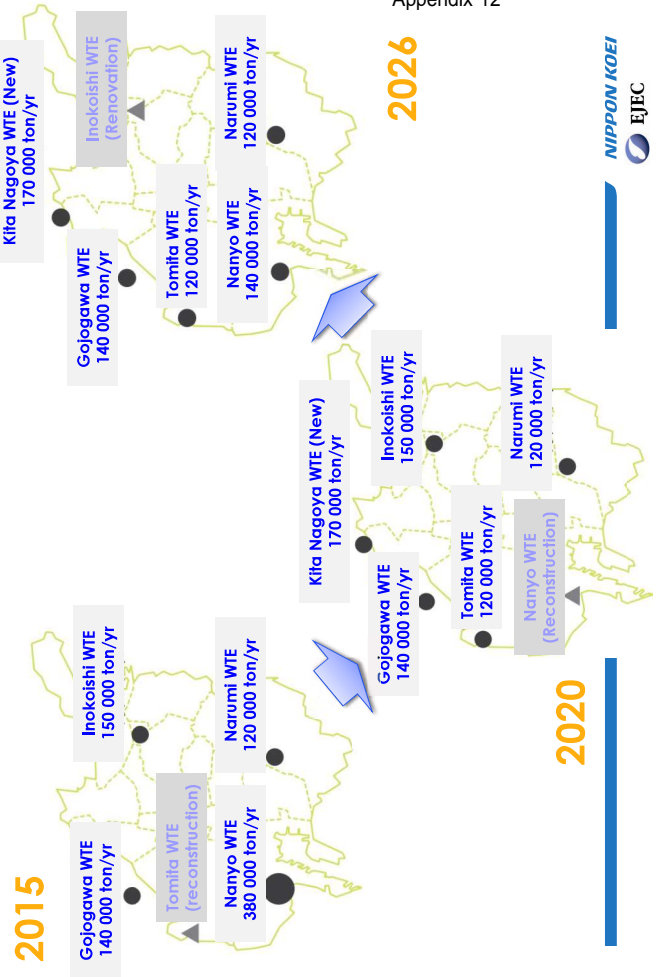 Appendix 12
2015
Gojogawa WTE
140 000 ton/yr
Inokoishi WTE
150 000 ton/yr
Tomita WTE
(reconstruction)
Nanyo WTE
380 000 ton/yr
Narumi WTE
120 000 ton/yr
2020
Kita Nagoya WTE (New)
170 000 ton/yr
Gojogawa WTE
140 000 ton/yr
Inokoishi WTE
150 000 ton/yr
Tomita WTE
120 000 ton/yr
Nanyo WTE
(Reconstruction)
Narumi WTE
120 000 ton/yr
2026
Kita Nagoya WTE (New)
170 000 ton/yr
Gojogawa WTE
140 000 ton/yr
Inokoishi WTE
(Renovation)
Tomita WTE
120 000 ton/yr
Nanyo WTE
140 000 ton/yr
Narumi WTE
120 000 ton/yr
NIPPON KOEI
EJEC